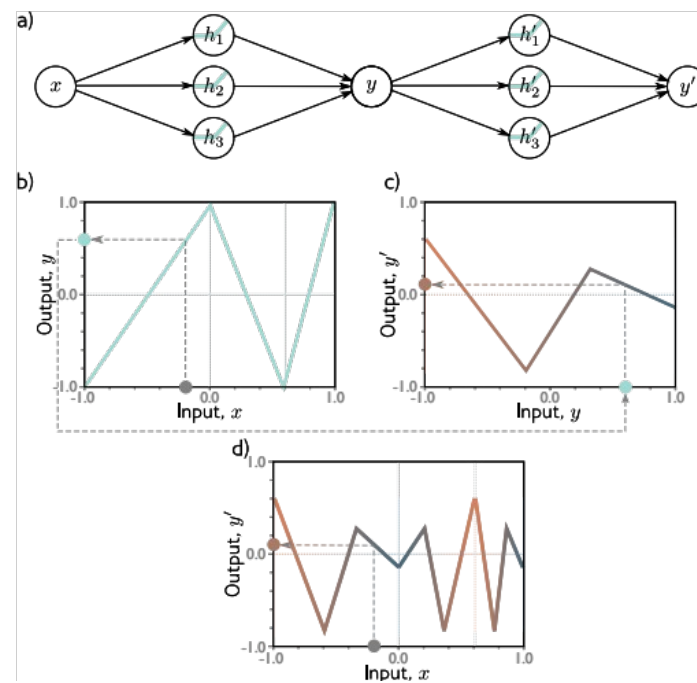 a)
h₁ h′₁
x h₂ y h′₂ y′
h₃ h′₃
b) c)
1.0 1.0
Output, y Output, y′
0.0 0.0
-1.0 -1.0
-1.0 0.0 1.0 -1.0 0.0 1.0
Input, x Input, y
d)
1.0
Output, y′
0.0
-1.0
-1.0 0.0 1.0
Input, x